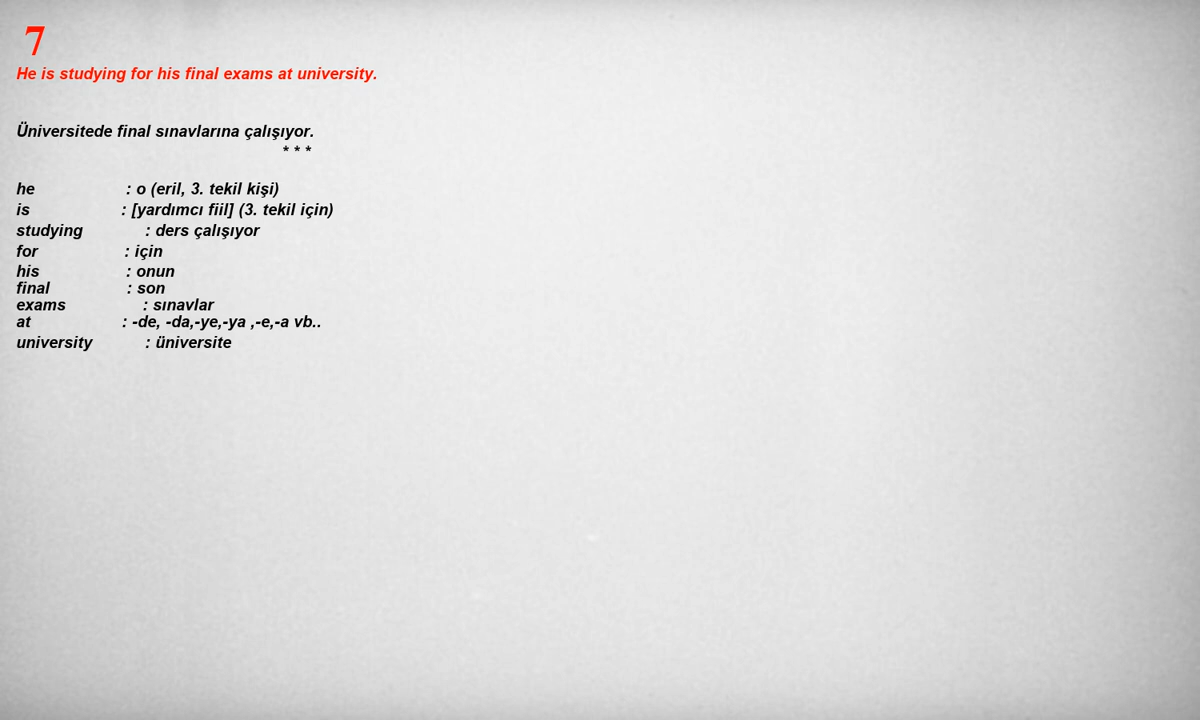 7
He is studying for his final exams at university.
Üniversitede final sınavlarına çalışıyor.
* * *
he : o (eril, 3. tekil kişi)
is : [yardımcı fiil] (3. tekil için)
studying : ders çalışıyor
for : için
his : onun
final : son
exams : sınavlar
at : -de, -da,-ye,-ya ,-e,-a vb..
university : üniversite